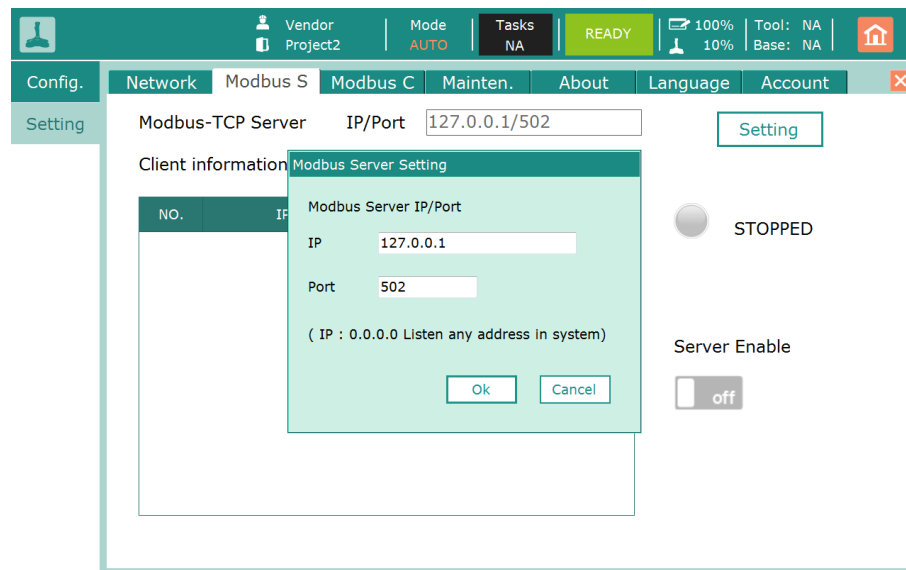 Vendor
Project2
Mode
AUTO
Tasks
NA
READY
100%
10%
Tool: NA
Base: NA
Config.
Setting
Network
Modbus S
Modbus C
Mainten.
About
Language
Account
Modbus-TCP Server
IP/Port
127.0.0.1/502
Setting
Client information
NO.
IP
Modbus Server Setting
Modbus Server IP/Port
IP
127.0.0.1
Port
502
( IP : 0.0.0.0 Listen any address in system)
Ok
Cancel
STOPPED
Server Enable
off